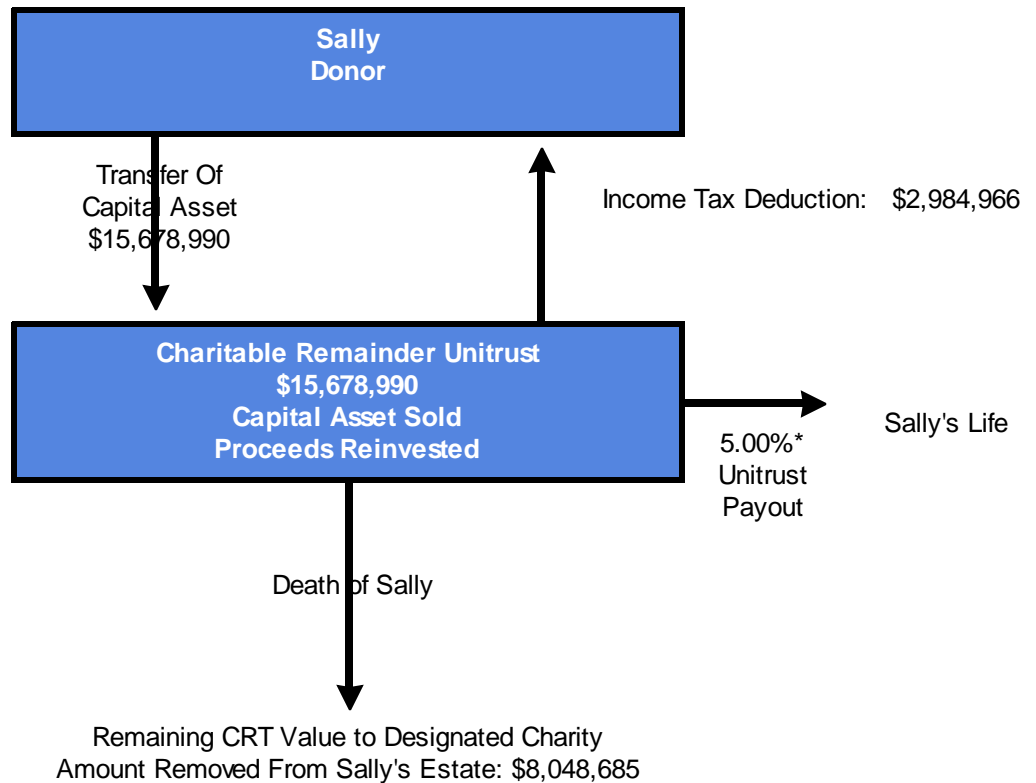 Sally
Donor
Transfer Of
Capital Asset
$15,678,990
Income Tax Deduction: $2,984,966
Charitable Remainder Unitrust
$15,678,990
Capital Asset Sold
Proceeds Reinvested
5.00%*
Unitrust
Payout
Sally's Life
Death of Sally
Remaining CRT Value to Designated Charity
Amount Removed From Sally's Estate: $8,048,685